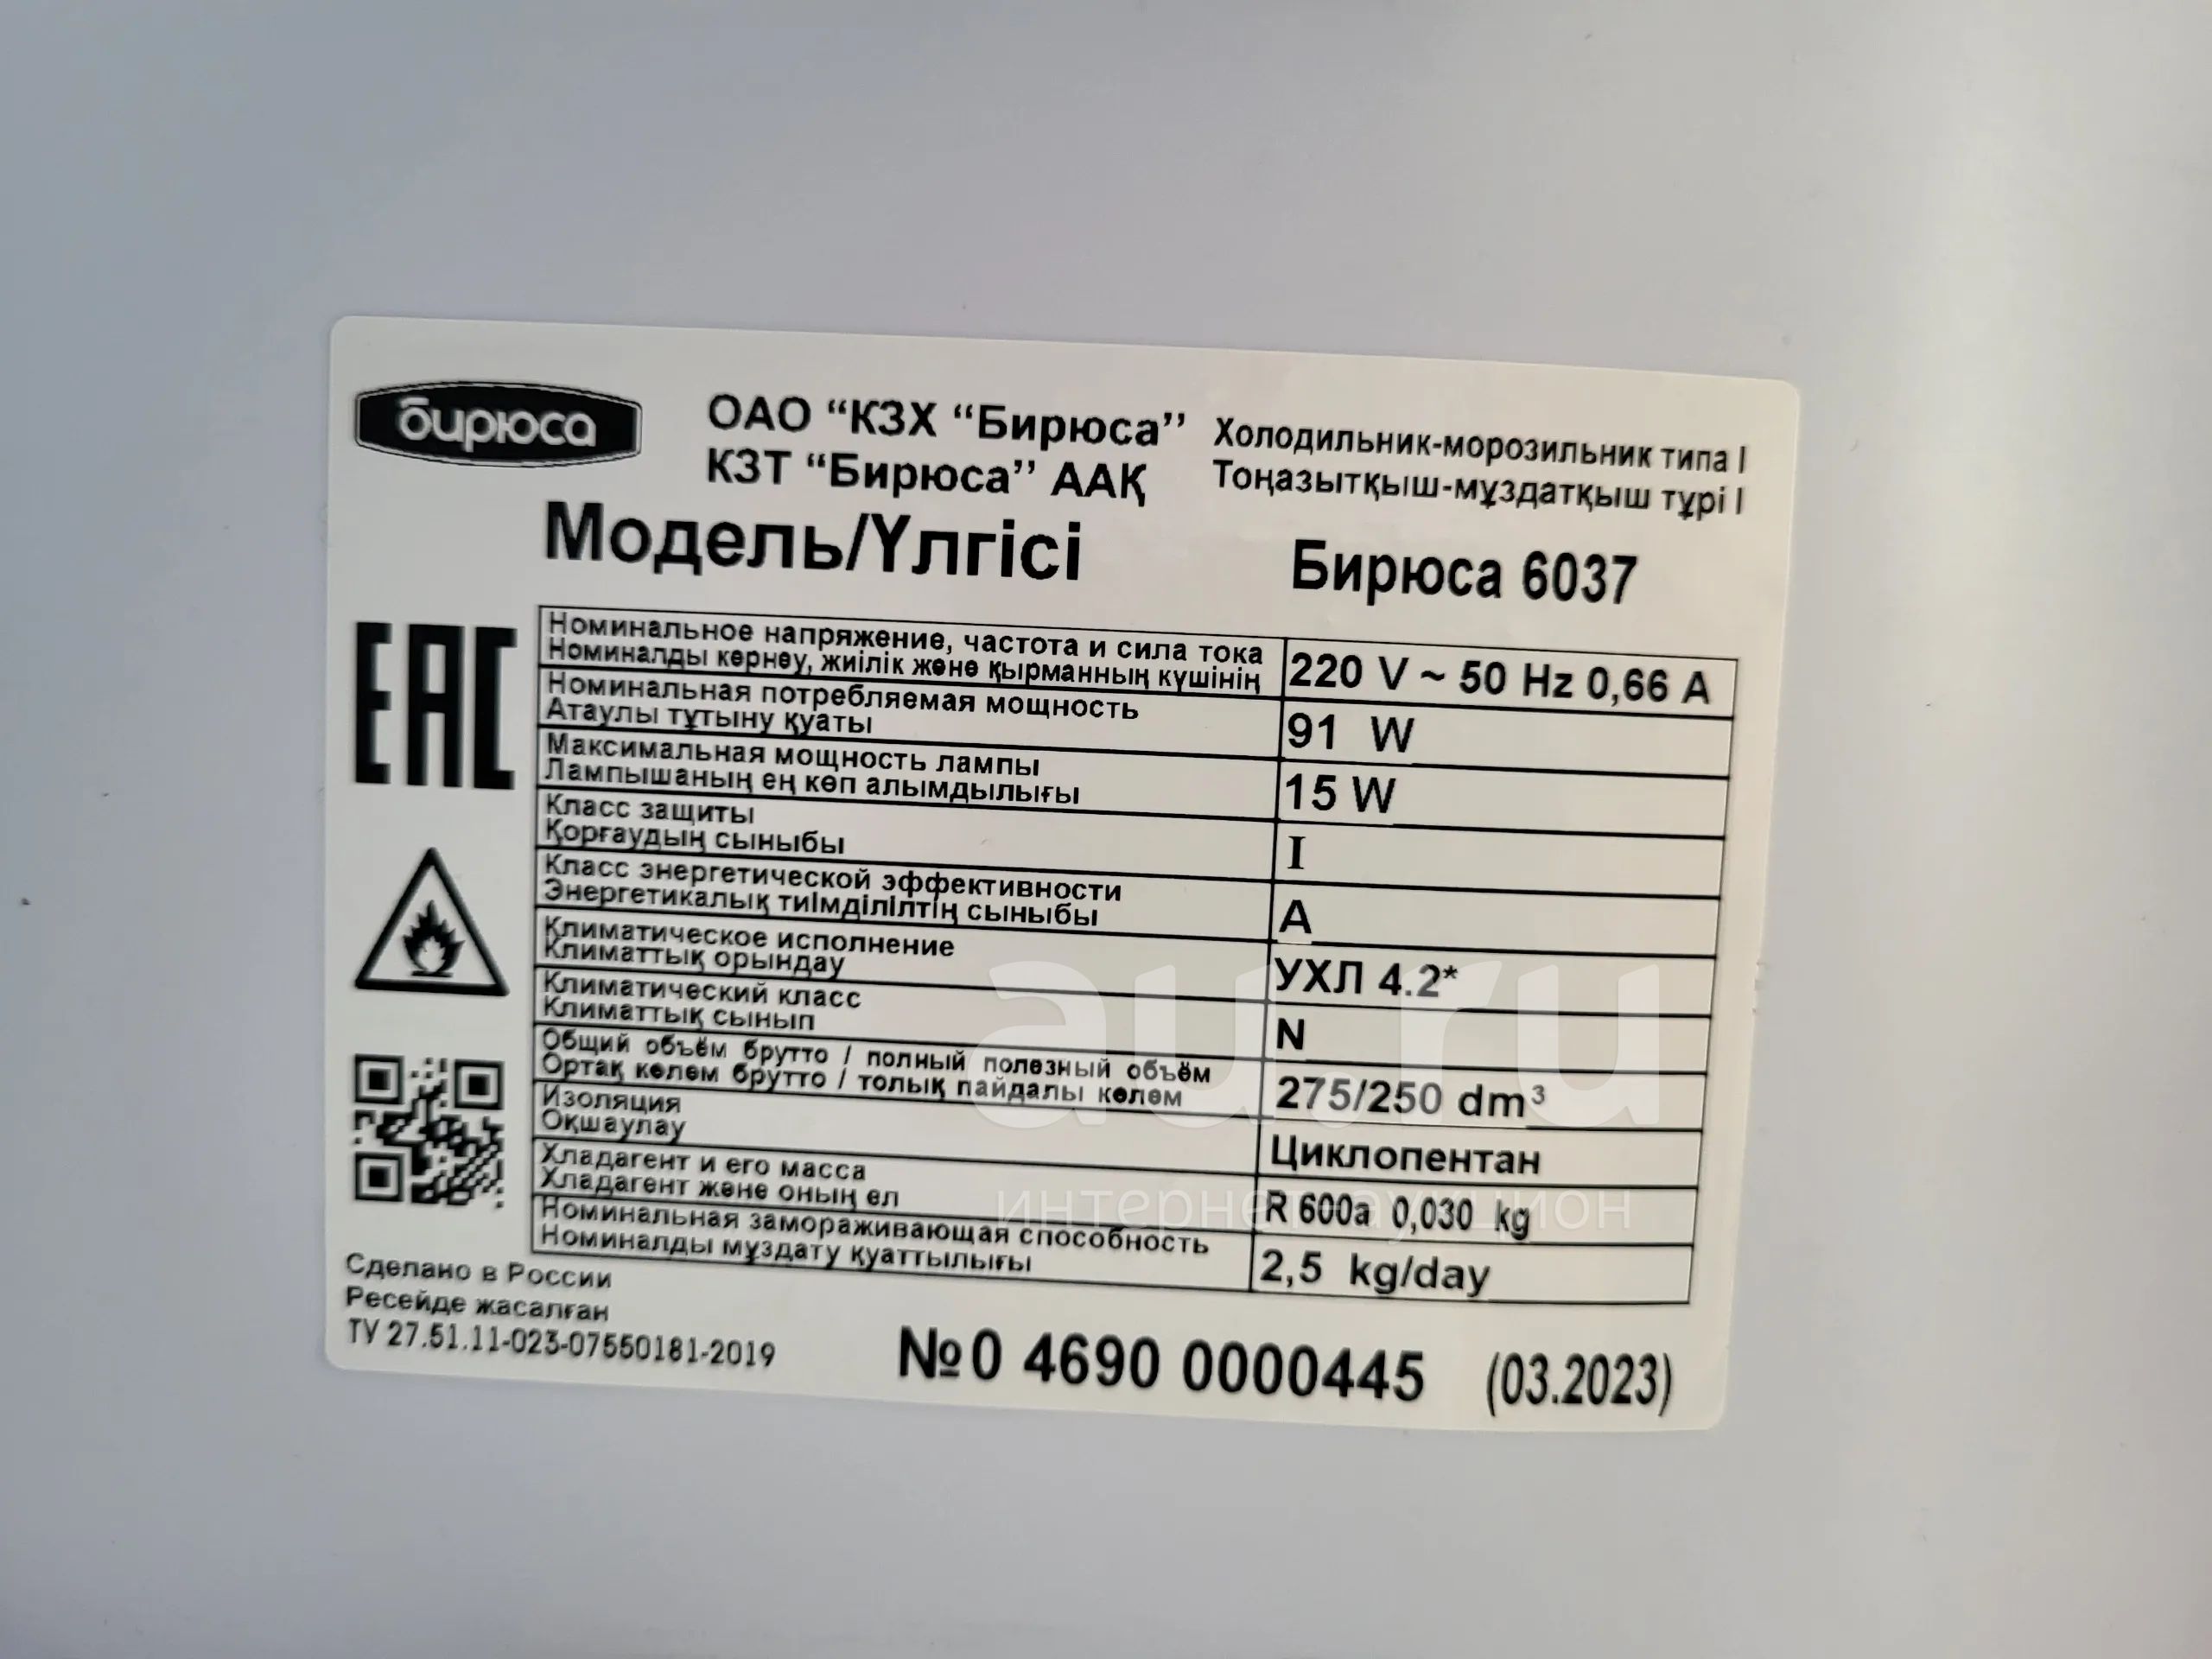 бирюса
ОАО “КЗХ “Бирюса”
КЗТ “Бирюса” ААҚ
Холодильник-морозильник типа I
Тоңазытқыш-мұздатқыш түрі I
Модель/Үлгісі Бирюса 6037
EAC
Номинальное напряжение, частота и сила тока
Номиналды көрнеу, жиілік және қырманның күшінің
220 V ~ 50 Hz 0,66 A
Номинальная потребляемая мощность
Атаулы тұтыну қуаты
91 W
Максимальная мощность лампы
Лампышаның ең көп алымдылығы
15 W
Класс защиты
Қорғаудың сыныбы
I
Класс энергетической эффективности
Энергетикалық тиімділілтің сыныбы
A
Климатическое исполнение
Климаттық орындау
УХЛ 4.2*
Климатический класс
Климаттық сынып
N
Общий объём брутто / полный полезный объём
Ортақ көлем брутто / толық пайдалы көлем
275/250 dm³
Изоляция
Оқшаулау
Циклопентан
Хладагент и его масса
Хладагент және оның ел
R 600a 0,030 kg
Номинальная замораживающая способность
Номиналды мұздату қуаттылығы
2,5 kg/day
Сделано в России
Ресейде жасалған
ТУ 27.51.11-023-07550181-2019
№0 4690 0000445 (03.2023)
au.ru
интернет-аукцион